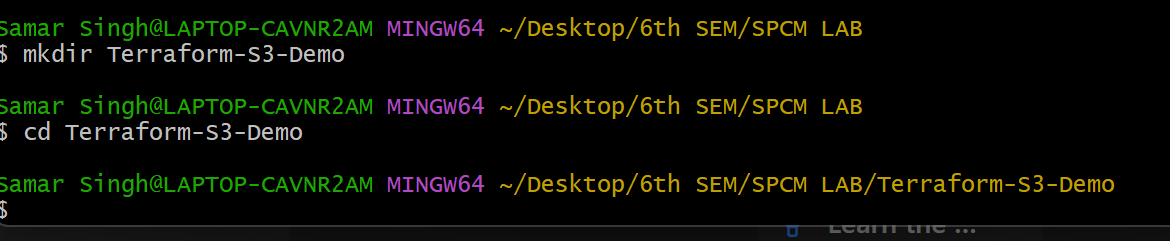 Samar Singh@LAPTOP-CAVNR2AM MINGW64 ~/Desktop/6th SEM/SPCM LAB
$ mkdir Terraform-S3-Demo
Samar Singh@LAPTOP-CAVNR2AM MINGW64 ~/Desktop/6th SEM/SPCM LAB
$ cd Terraform-S3-Demo
Samar Singh@LAPTOP-CAVNR2AM MINGW64 ~/Desktop/6th SEM/SPCM LAB/Terraform-S3-Demo
$
Learn the ...